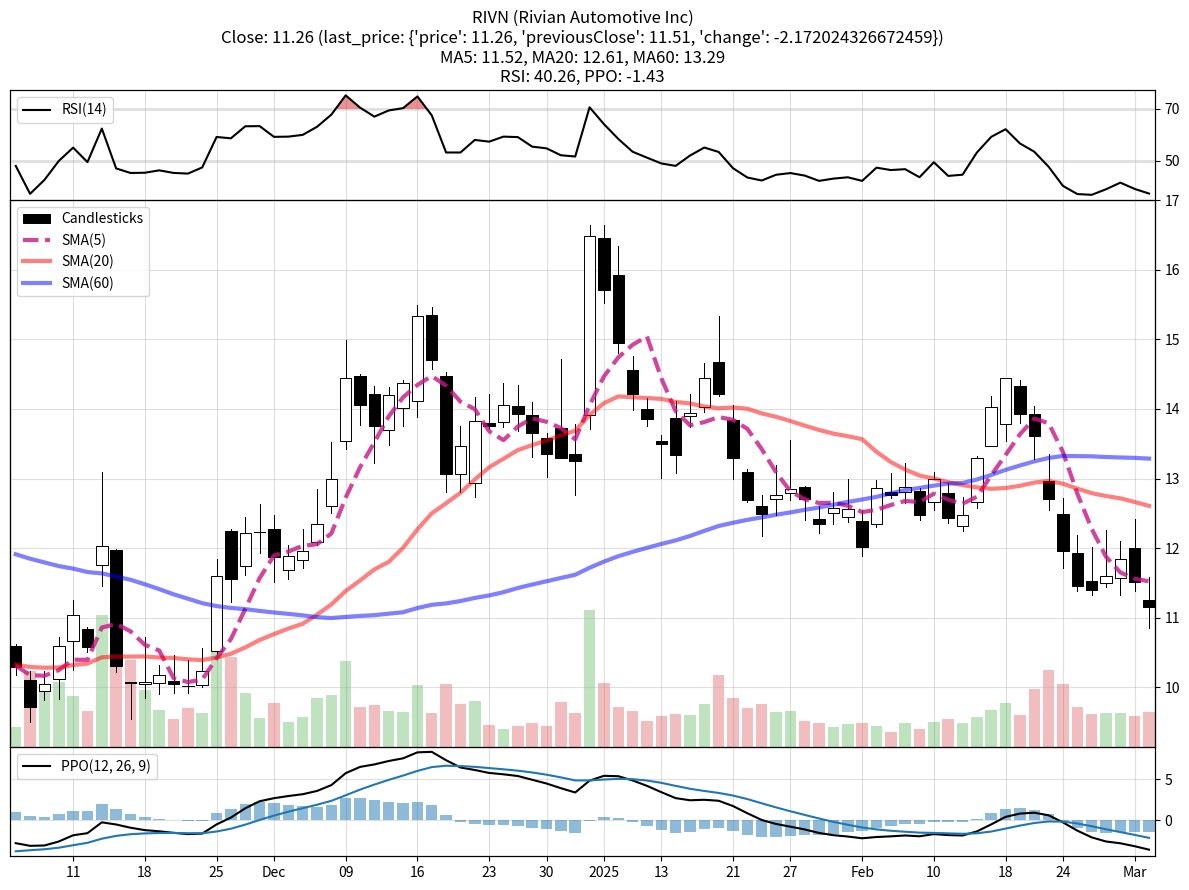 RIVN (Rivian Automotive Inc)
Close: 11.26 (last_price: {'price': 11.26, 'previousClose': 11.51, 'change': -2.172024326672459})
MA5: 11.52, MA20: 12.61, MA60: 13.29
RSI: 40.26, PPO: -1.43
RSI(14)
70
50
17
Candlesticks
SMA(5)
SMA(20)
SMA(60)
16
15
14
13
12
11
10
PPO(12, 26, 9)
5
0
11 18 25 Dec 09 16 23 30 2025 13 21 27 Feb 10 18 24 Mar